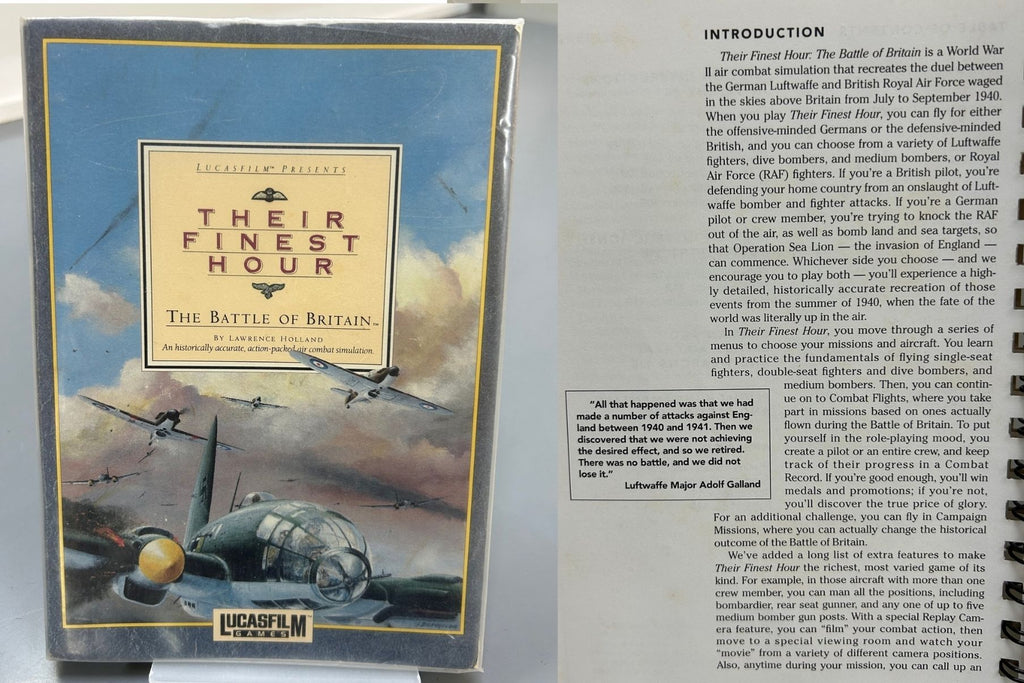 LUCASFILM™ PRESENTS
THEIR
FINEST
HOUR
THE BATTLE OF BRITAIN™
BY LAWRENCE HOLLAND
An historically accurate, action-packed air combat simulation.
LUCASFILM™
GAMES
INTRODUCTION
Their Finest Hour: The Battle of Britain is a World War
II air combat simulation that recreates the duel between
the German Luftwaffe and British Royal Air Force waged
in the skies above Britain from July to September 1940.
When you play Their Finest Hour, you can fly for either
the offensive-minded Germans or the defensive-minded
British, and you can choose from a variety of Luftwaffe
fighters, dive bombers, and medium bombers, or Royal
Air Force (RAF) fighters. If you're a British pilot, you're
defending your home country from an onslaught of Luft-
waffe bomber and fighter attacks. If you're a German
pilot or crew member, you're trying to knock the RAF
out of the air, as well as bomb land and sea targets, so
that Operation Sea Lion — the invasion of England —
can commence. Whichever side you choose — and we
encourage you to play both — you'll experience a high-
ly detailed, historically accurate recreation of those
events from the summer of 1940, when the fate of the
world was literally up in the air.
In Their Finest Hour, you move through a series of
menus to choose your missions and aircraft. You learn
and practice the fundamentals of flying single-seat
fighters, double-seat fighters and dive bombers, and
medium bombers. Then, you can contin-
ue on to Combat Flights, where you take
part in missions based on ones actually
flown during the Battle of Britain. To put
yourself in the role-playing mood, you
create a pilot or an entire crew, and keep
track of their progress in a Combat
Record. If you're good enough, you'll win
medals and promotions; if you're not,
you'll discover the true price of glory.
For an additional challenge, you can fly in Campaign
Missions, where you can actually change the historical
outcome of the Battle of Britain.
We've added a long list of extra features to make
Their Finest Hour the richest, most varied game of its
kind. For example, in those aircraft with more than one
crew member, you can man all the positions, including
bombardier, rear seat gunner, and any one of up to five
medium bomber gun posts. With a special Replay Cam-
era feature, you can "film" your combat action, then
move to a special viewing room and watch your
"movie" from a variety of different camera positions.
Also, anytime during your mission, you can call up an
"All that happened was that we had
made a number of attacks against Eng-
land between 1940 and 1941. Then we
discovered that we were not achieving
the desired effect, and so we retired.
There was no battle, and we did not
lose it."
Luftwaffe Major Adolf Galland